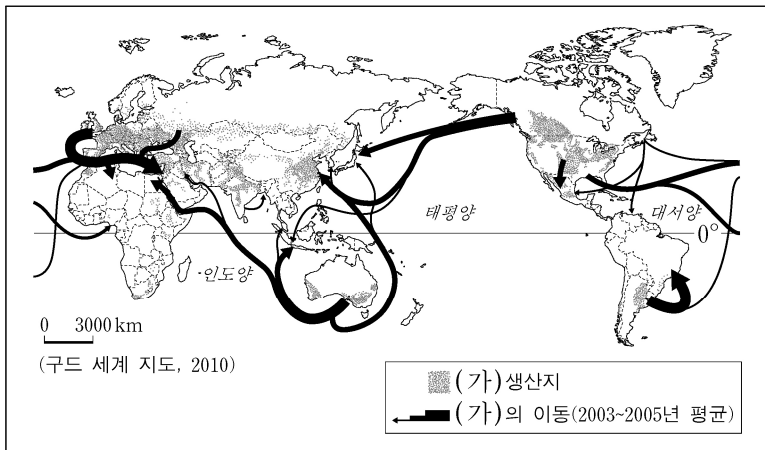 태평양
대서양
0°
인도양
0 3000 km
(구드 세계 지도, 2010)
(가) 생산지
(가)의 이동(2003~2005년 평균)